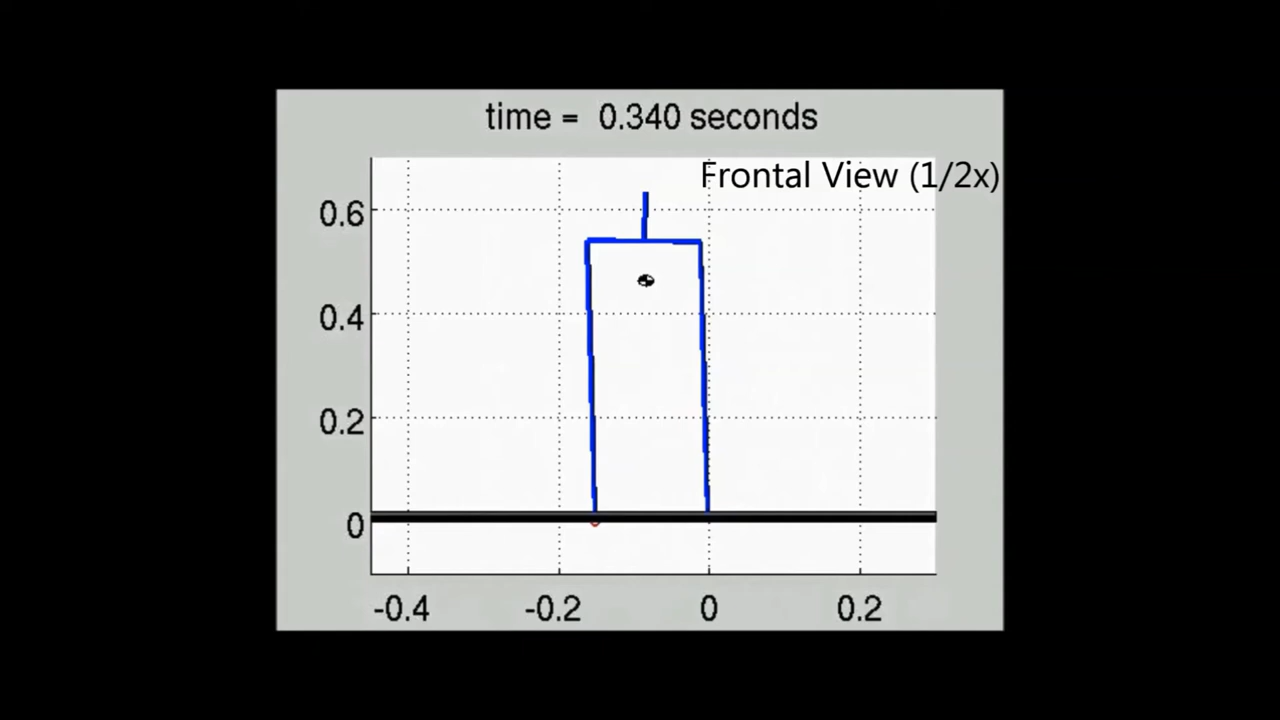 time = 0.340 seconds
Frontal View (1/2x)
0.6
0.4
0.2
0
-0.4 -0.2 0 0.2